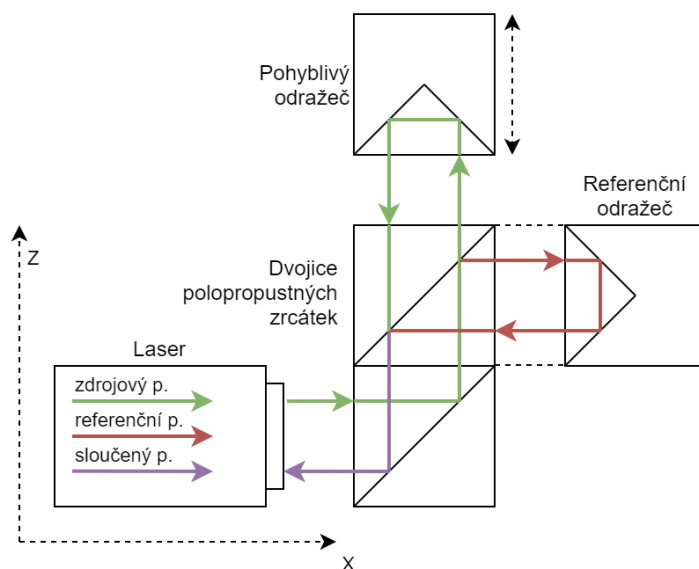 Pohyblivý
odražeč
Referenční
odražeč
Z
Dvojice
polopropustných
zrcátek
Laser
zdrojový p.
referenční p.
sloučený p.
X